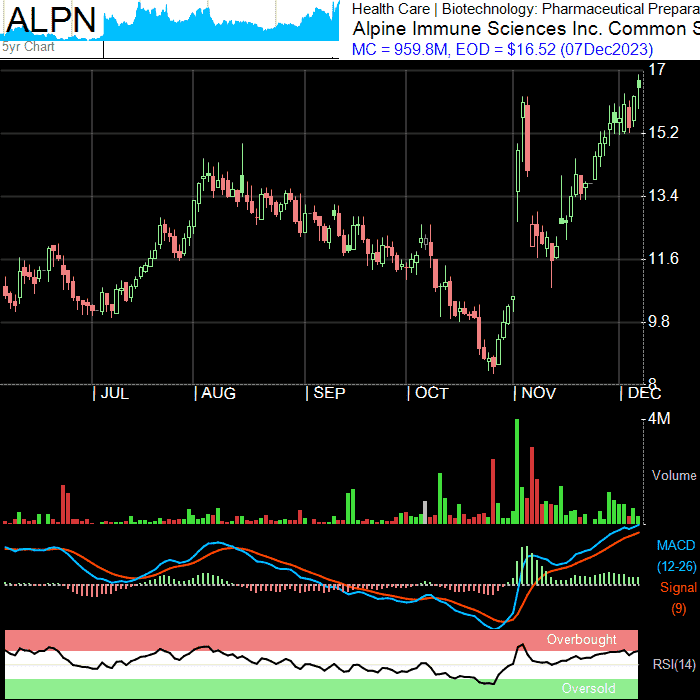 ALPN
5yr Chart
Health Care | Biotechnology: Pharmaceutical Prepara
Alpine Immune Sciences Inc. Common S
MC = 959.8M, EOD = $16.52 (07Dec2023)
17
15.2
13.4
11.6
9.8
8
| JUL | AUG | SEP | OCT | NOV | DEC
4M
Volume
MACD
(12-26)
Signal
(9)
Overbought
RSI(14)
Oversold